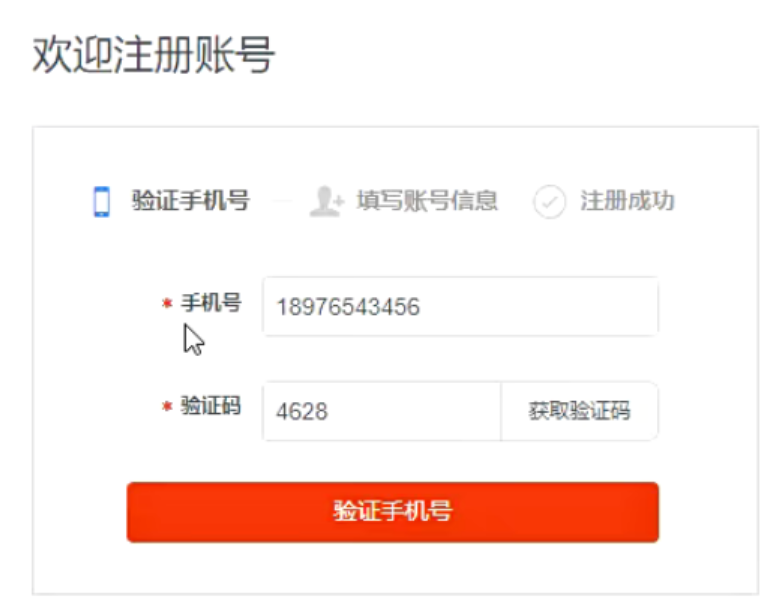 欢迎注册账号
验证手机号 填写账号信息 注册成功
* 手机号 18976543456
* 验证码 4628 获取验证码
验证手机号